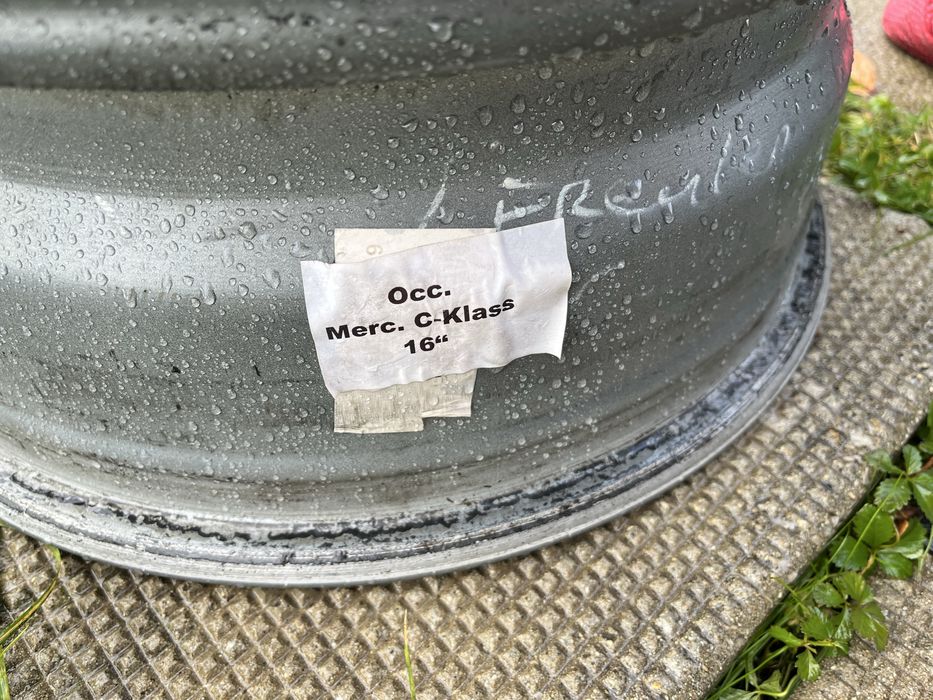 Occ.
Merc. C-Klass
16“